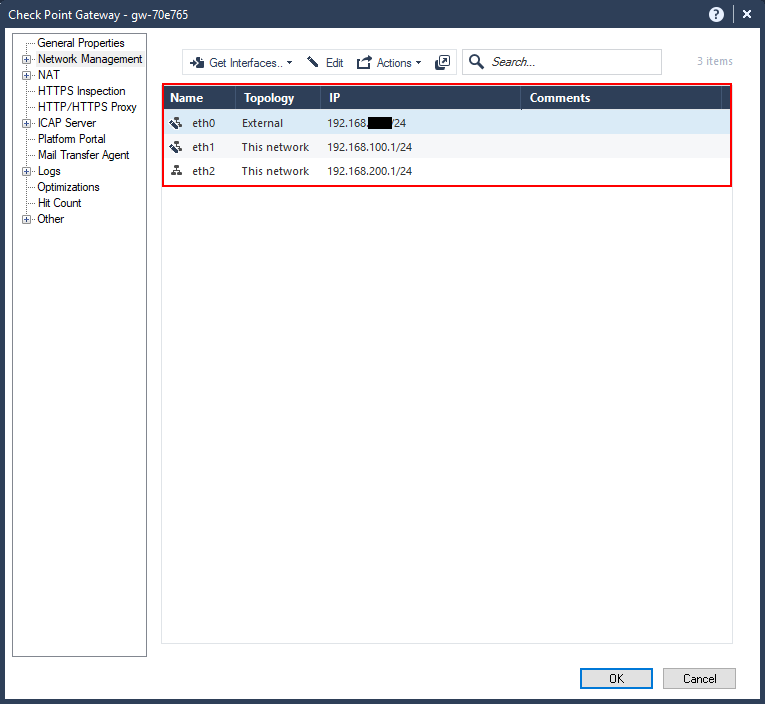 Check Point Gateway - gw-70e765
General Properties
Network Management
NAT
HTTPS Inspection
HTTP/HTTPS Proxy
ICAP Server
Platform Portal
Mail Transfer Agent
Logs
Optimizations
Hit Count
Other
Get Interfaces.. Edit Actions Search... 3 items
Name Topology IP Comments
eth0 External 192.168. /24
eth1 This network 192.168.100.1/24
eth2 This network 192.168.200.1/24
OK Cancel